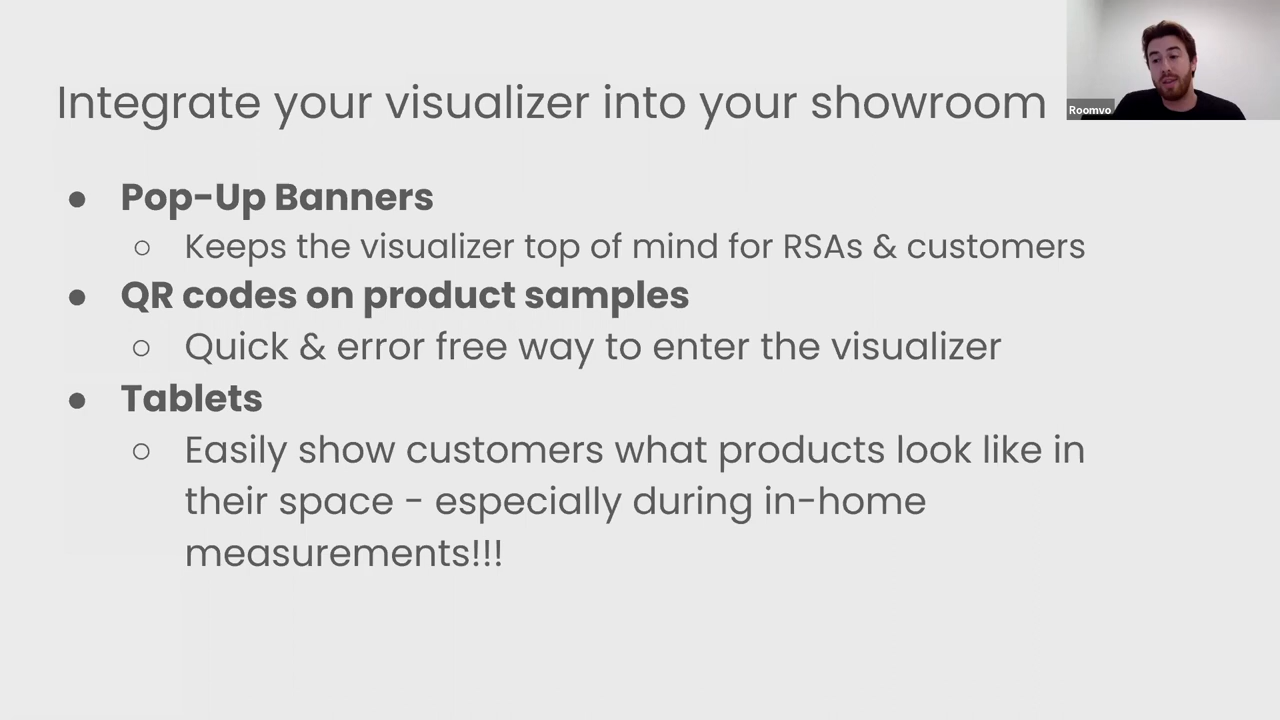 Integrate your visualizer into your showroom
Roomvo
● Pop-Up Banners
○ Keeps the visualizer top of mind for RSAs & customers
● QR codes on product samples
○ Quick & error free way to enter the visualizer
● Tablets
○ Easily show customers what products look like in
their space - especially during in-home
measurements!!!